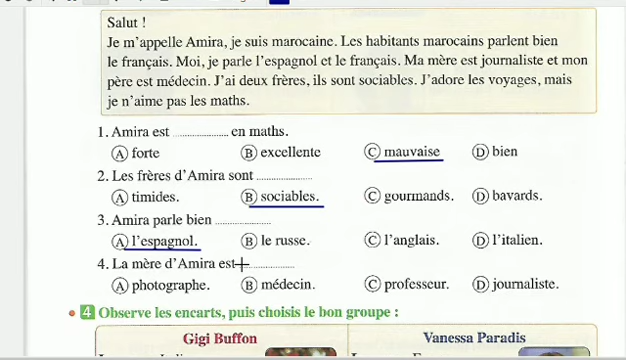 Salut !
Je m'appelle Amira, je suis marocaine. Les habitants marocains parlent bien
le français. Moi, je parle l'espagnol et le français. Ma mère est journaliste et mon
père est médecin. J'ai deux frères, ils sont sociables. J'adore les voyages, mais
je n'aime pas les maths.
1. Amira est .................... en maths.
A forte B excellente C mauvaise D bien
2. Les frères d'Amira sont ....................
A timides. B sociables. C gourmands. D bavards.
3. Amira parle bien ....................
A l'espagnol. B le russe. C l'anglais. D l'italien.
4. La mère d'Amira est ....................
A photographe. B médecin. C professeur. D journaliste.
4 Observe les encarts, puis choisis le bon groupe :
Gigi Buffon Vanessa Paradis